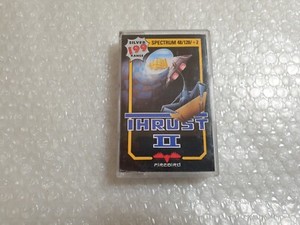 SILVER
199
RANGE
SPECTRUM 48/128/+3
THRUST
II
FIREBIRD